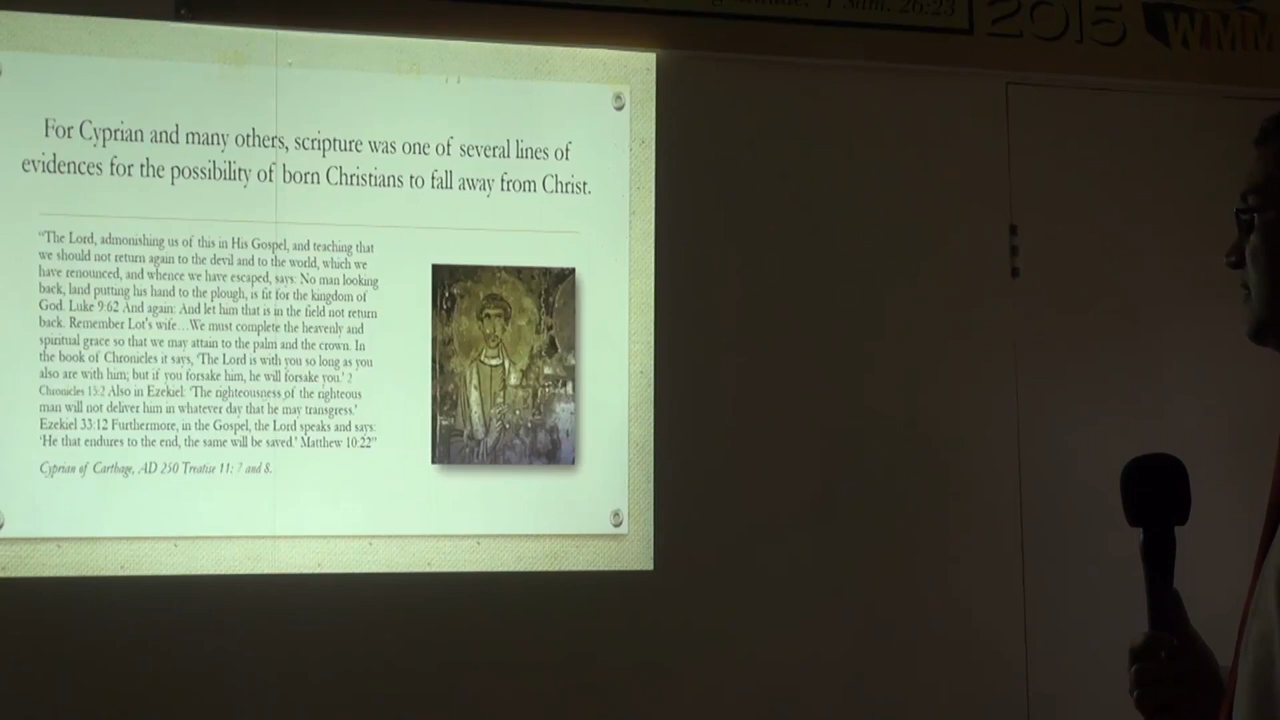 1 Sam. 26:23
2015
WMM
For Cyprian and many others, scripture was one of several lines of
evidences for the possibility of born Christians to fall away from Christ.
“The Lord, admonishing us of this in His Gospel, and teaching that
we should not return again to the devil and to the world, which we
have renounced, and whence we have escaped, says: No man looking
back, land putting his hand to the plough, is fit for the kingdom of
God. Luke 9:62 And again: And let him that is in the field not return
back. Remember Lot's wife…We must complete the heavenly and
spiritual grace so that we may attain to the palm and the crown. In
the book of Chronicles it says, ‘The Lord is with you so long as you
also are with him; but if you forsake him, he will forsake you.’ 2
Chronicles 15:2 Also in Ezekiel: ‘The righteousness of the righteous
man will not deliver him in whatever day that he may transgress.’
Ezekiel 33:12 Furthermore, in the Gospel, the Lord speaks and says:
‘He that endures to the end, the same will be saved.’ Matthew 10:22”
Cyprian of Carthage, AD 250 Treatise 11: 7 and 8.